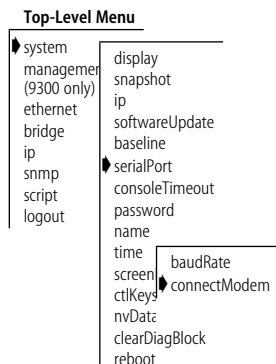 Top-Level Menu
system
managemen
(9300 only)
ethernet
bridge
ip
snmp
script
logout
display
snapshot
ip
softwareUpdate
baseline
serialPort
consoleTimeout
password
name
time
screen
ctlKeys
nvData
clearDiagBlock
reboot
baudRate
connectModem